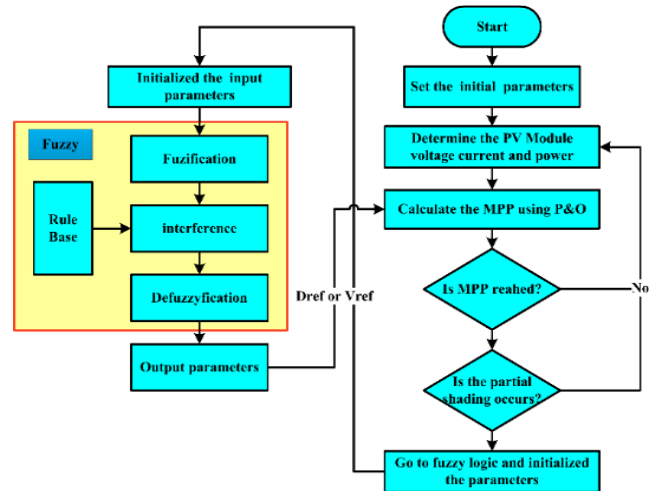 Start
Set the initial parameters
Determine the PV Module
voltage current and power
Calculate the MPP using P&O
Is MPP reahed?
No
Is the partial
shading occurs?
Go to fuzzy logic and initialized
the parameters
Initialized the input
parameters
Fuzzy
Fuzification
Rule
Base
interference
Defuzzyfication
Output parameters
Dref or Vref